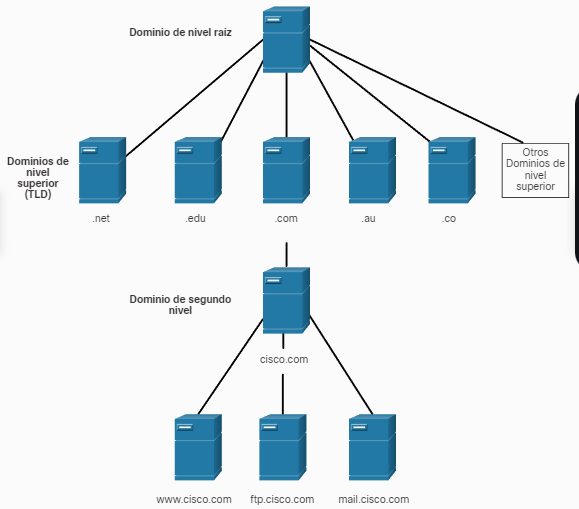 Dominio de nivel raiz
Dominios de
nivel
superior
(TLD)
Otros
Dominios de
nivel
superior
.net
.edu
.com
.au
.co
Dominio de segundo
nivel
cisco.com
www.cisco.com
ftp.cisco.com
mail.cisco.com